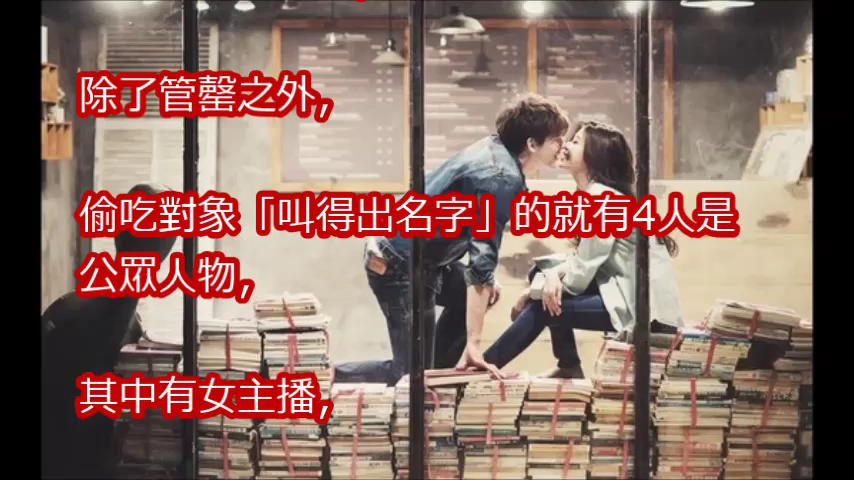 除了管罄之外，
偷吃對象「叫得出名字」的就有4人是
公眾人物，
其中有女主播，